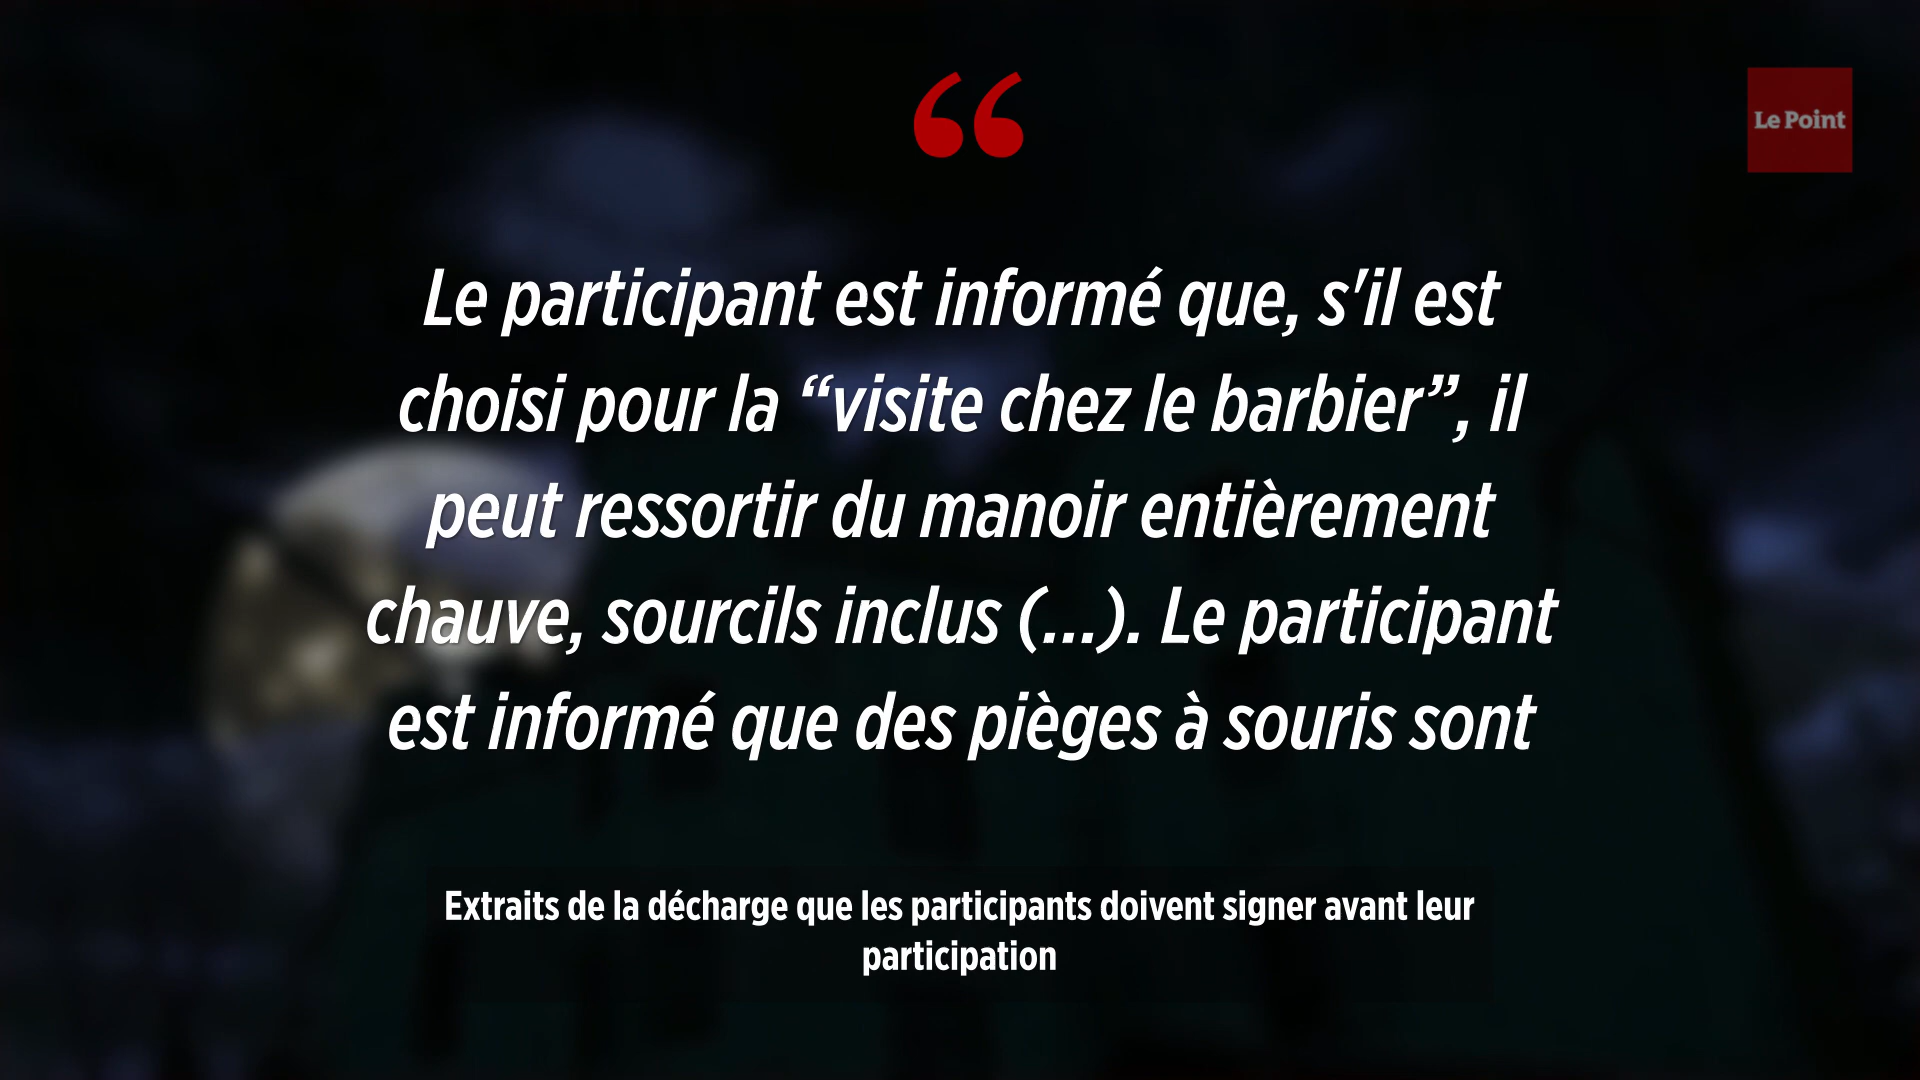 “
Le Point
Le participant est informé que, s'il est
choisi pour la “visite chez le barbier”, il
peut ressortir du manoir entièrement
chauve, sourcils inclus (...). Le participant
est informé que des pièges à souris sont
Extraits de la décharge que les participants doivent signer avant leur
participation